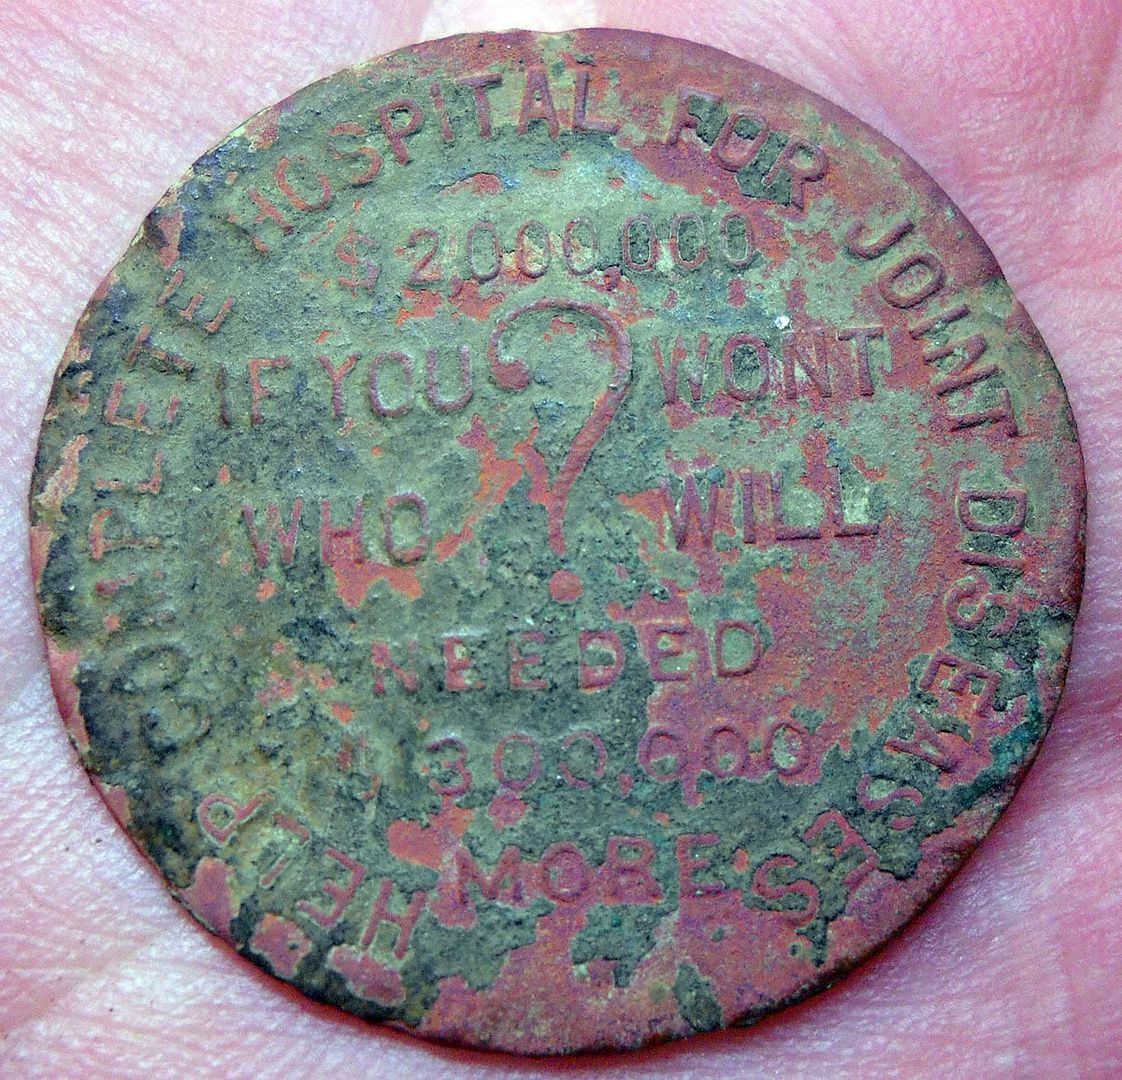 HELP COMPLETE HOSPITAL FOR JOINT DISEASES
$2,000,000
IF YOU ? WONT
WHO WILL
NEEDED
300,000
MORE